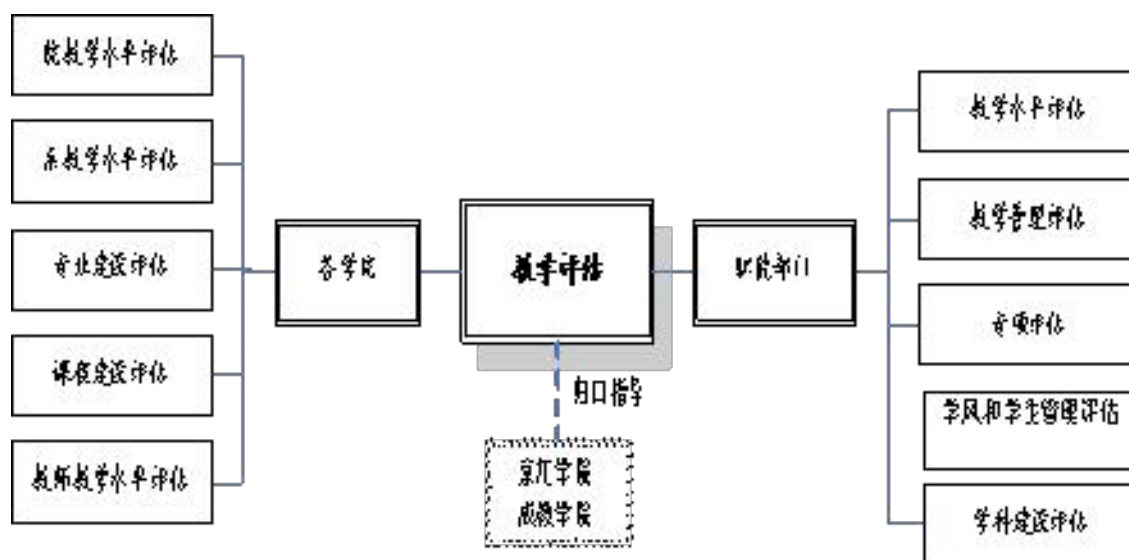 院教学水平评估
系教学水平评估
专业建设评估
课程建设评估
教师教学水平评估
各学院
教学评估
归口指导
京江学院
成教学院
职能部门
教学水平评估
教学管理评估
专项评估
学风和学生管理评估
学科建设评估